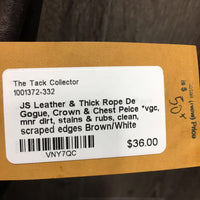 The Tack Collector
1001372-332
JS Leather & Thick Rope De
Gogue, Crown & Chest Peice *vgc,
mnr dirt, stains & rubs, clean,
scraped edges Brown/White
$36.00
VNY7QC
Price